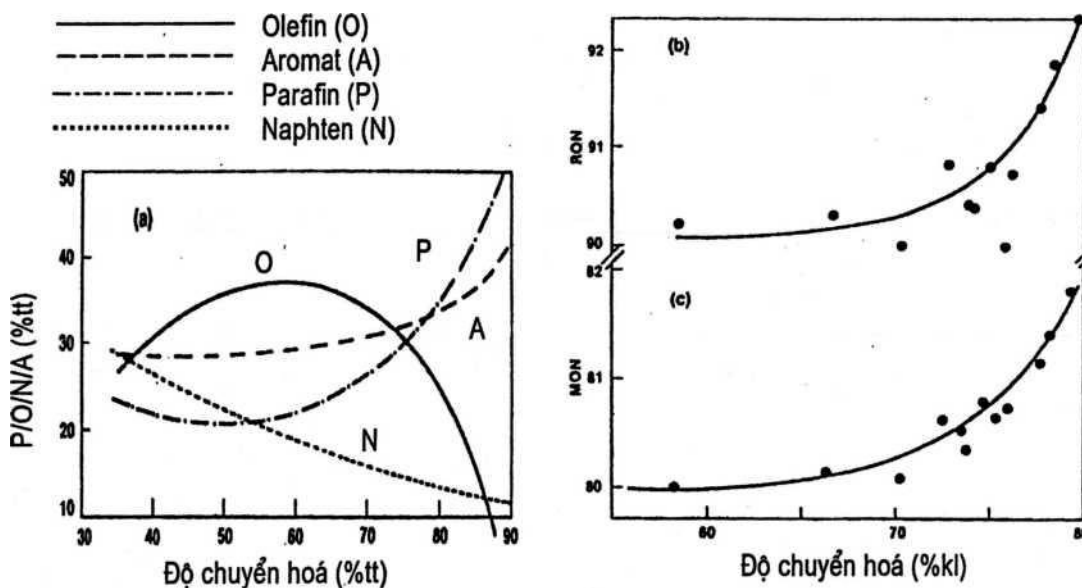 Olefin (O)
Aromat (A)
Parafin (P)
Naphten (N)
P/O/N/A (%tt)
50
40
30
20
10
(a)
O
P
A
N
30 40 50 60 70 80 90
Độ chuyển hoá (%tt)
(b)
RON
92
91
90
(c)
MON
82
81
80
60 70 8
Độ chuyển hoá (%kl)